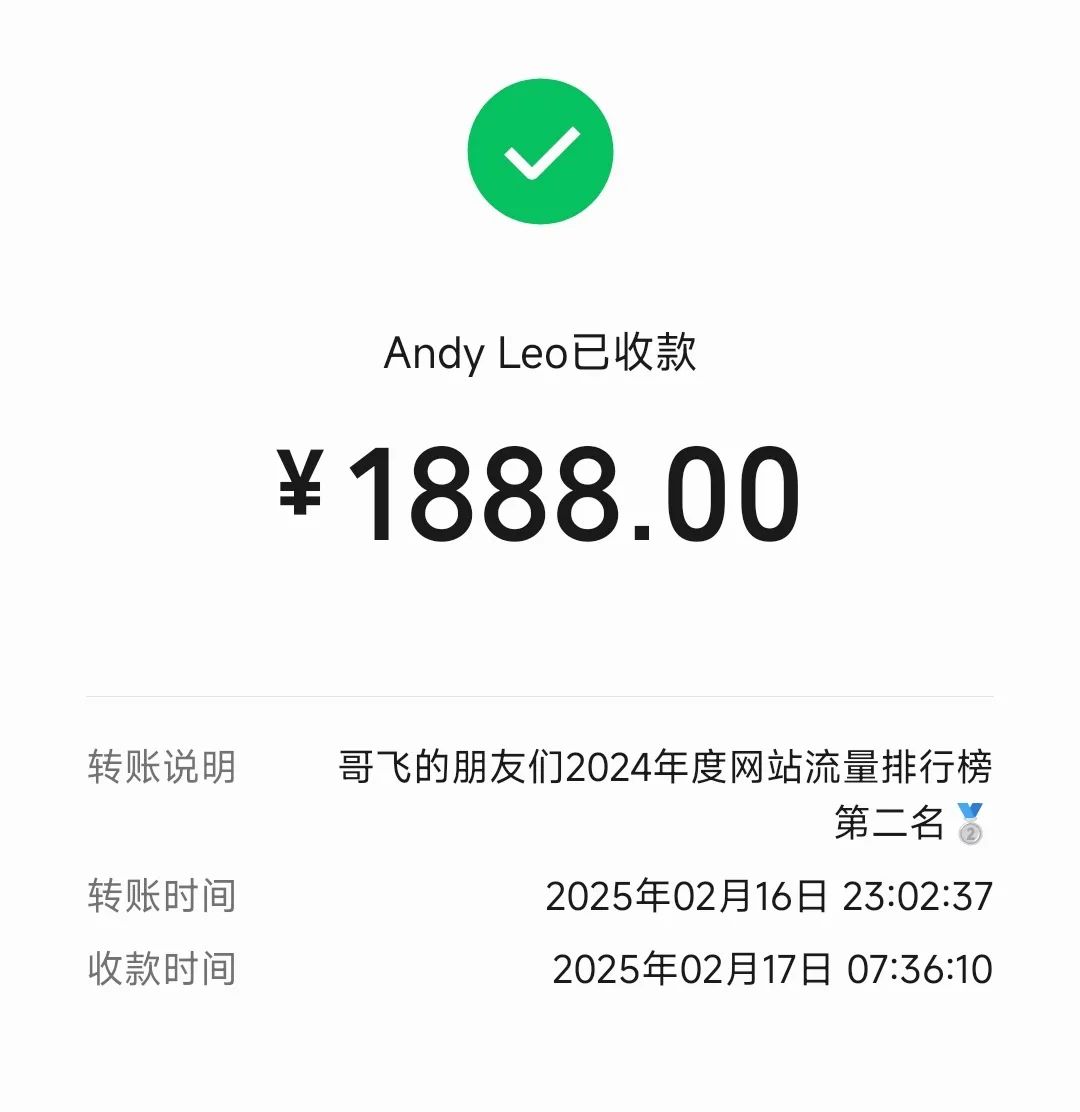 Andy Leo已收款
¥1888.00
转账说明 哥飞的朋友们2024年度网站流量排行榜
第二名🥈
转账时间 2025年02月16日 23:02:37
收款时间 2025年02月17日 07:36:10